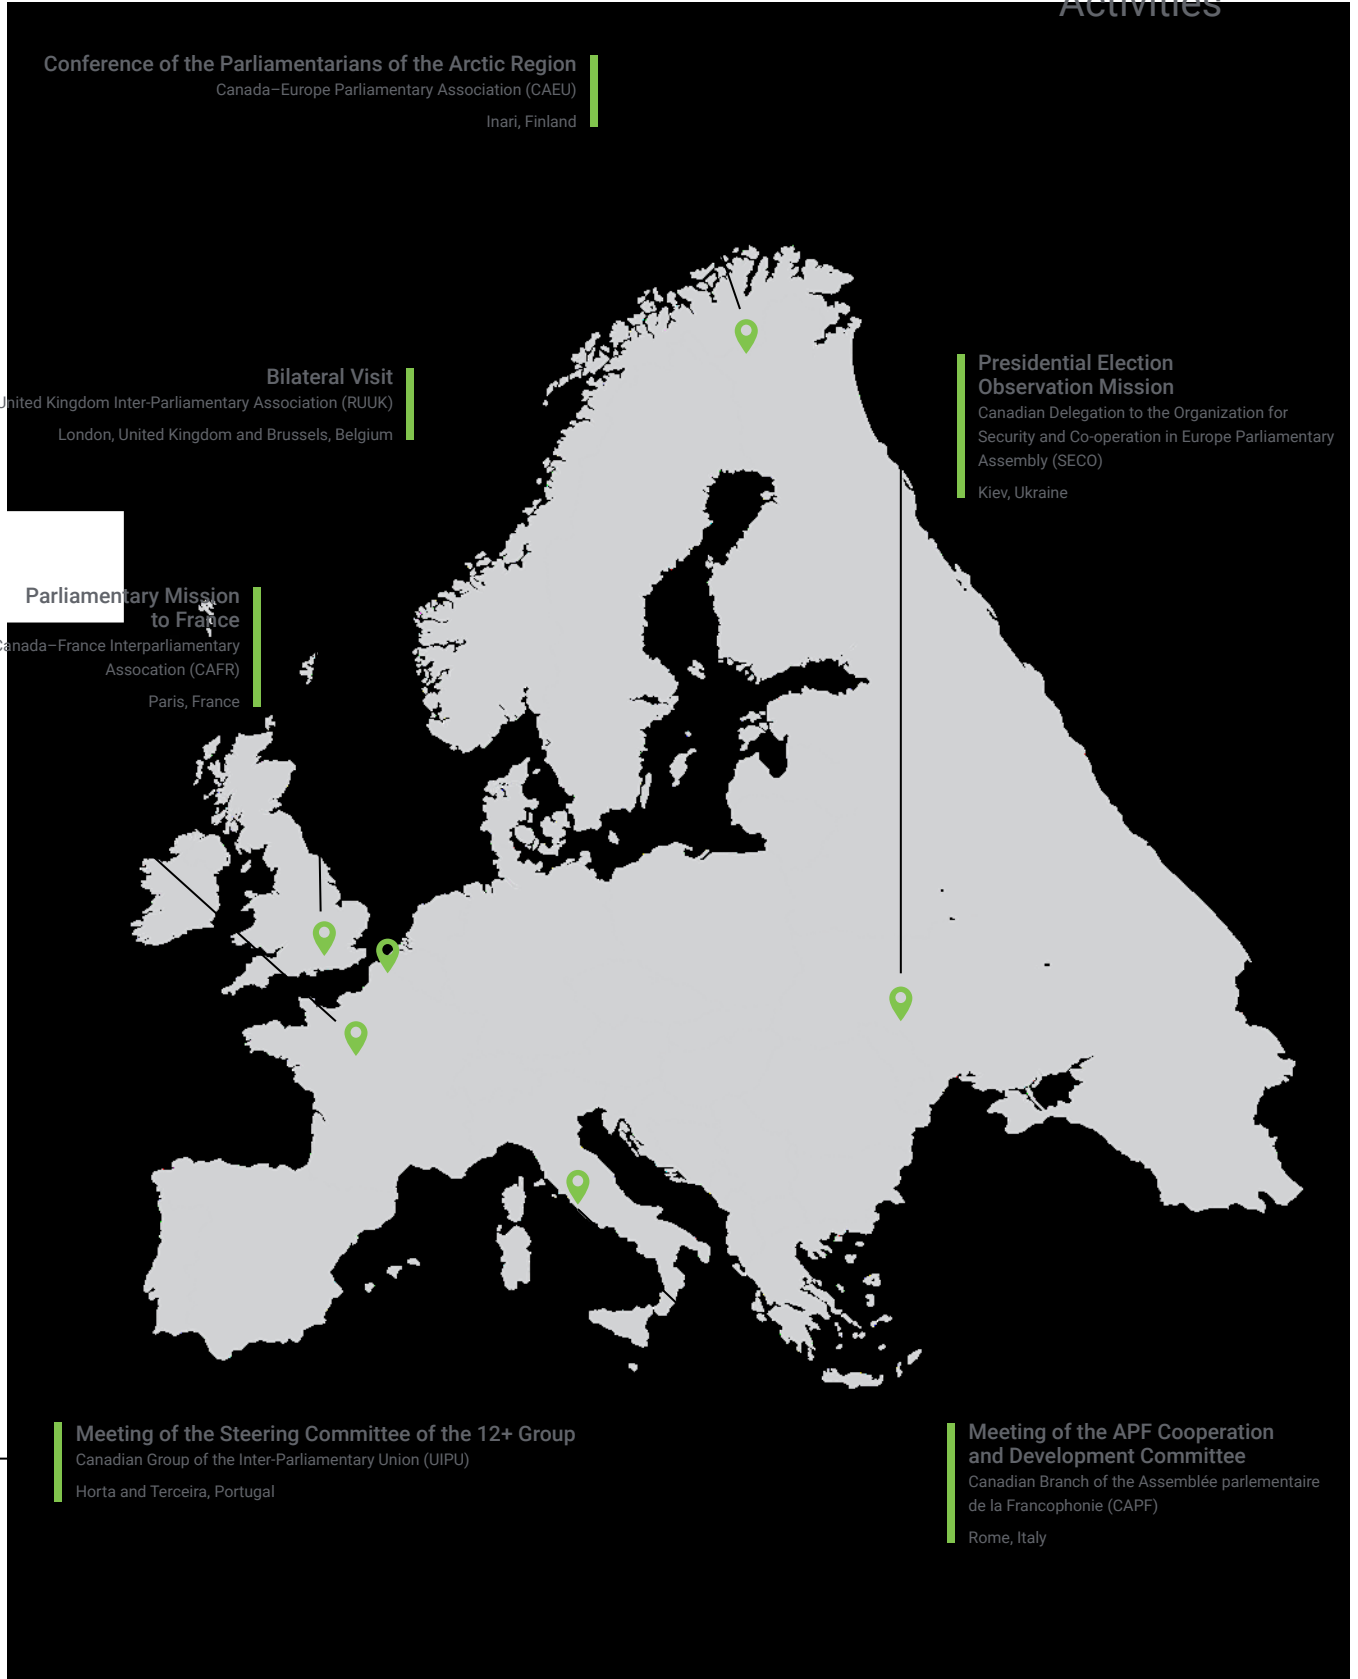 Activities
Conference of the Parliamentarians of the Arctic Region
Canada–Europe Parliamentary Association (CAEU)
Inari, Finland
Bilateral Visit
United Kingdom Inter-Parliamentary Association (RUUK)
London, United Kingdom and Brussels, Belgium
Presidential Election
Observation Mission
Canadian Delegation to the Organization for
Security and Co-operation in Europe Parliamentary
Assembly (SECO)
Kiev, Ukraine
Parliamentary Mission
to France
Canada–France Interparliamentary
Assocation (CAFR)
Paris, France
Meeting of the Steering Committee of the 12+ Group
Canadian Group of the Inter-Parliamentary Union (UIPU)
Horta and Terceira, Portugal
Meeting of the APF Cooperation
and Development Committee
Canadian Branch of the Assemblée parlementaire
de la Francophonie (CAPF)
Rome, Italy